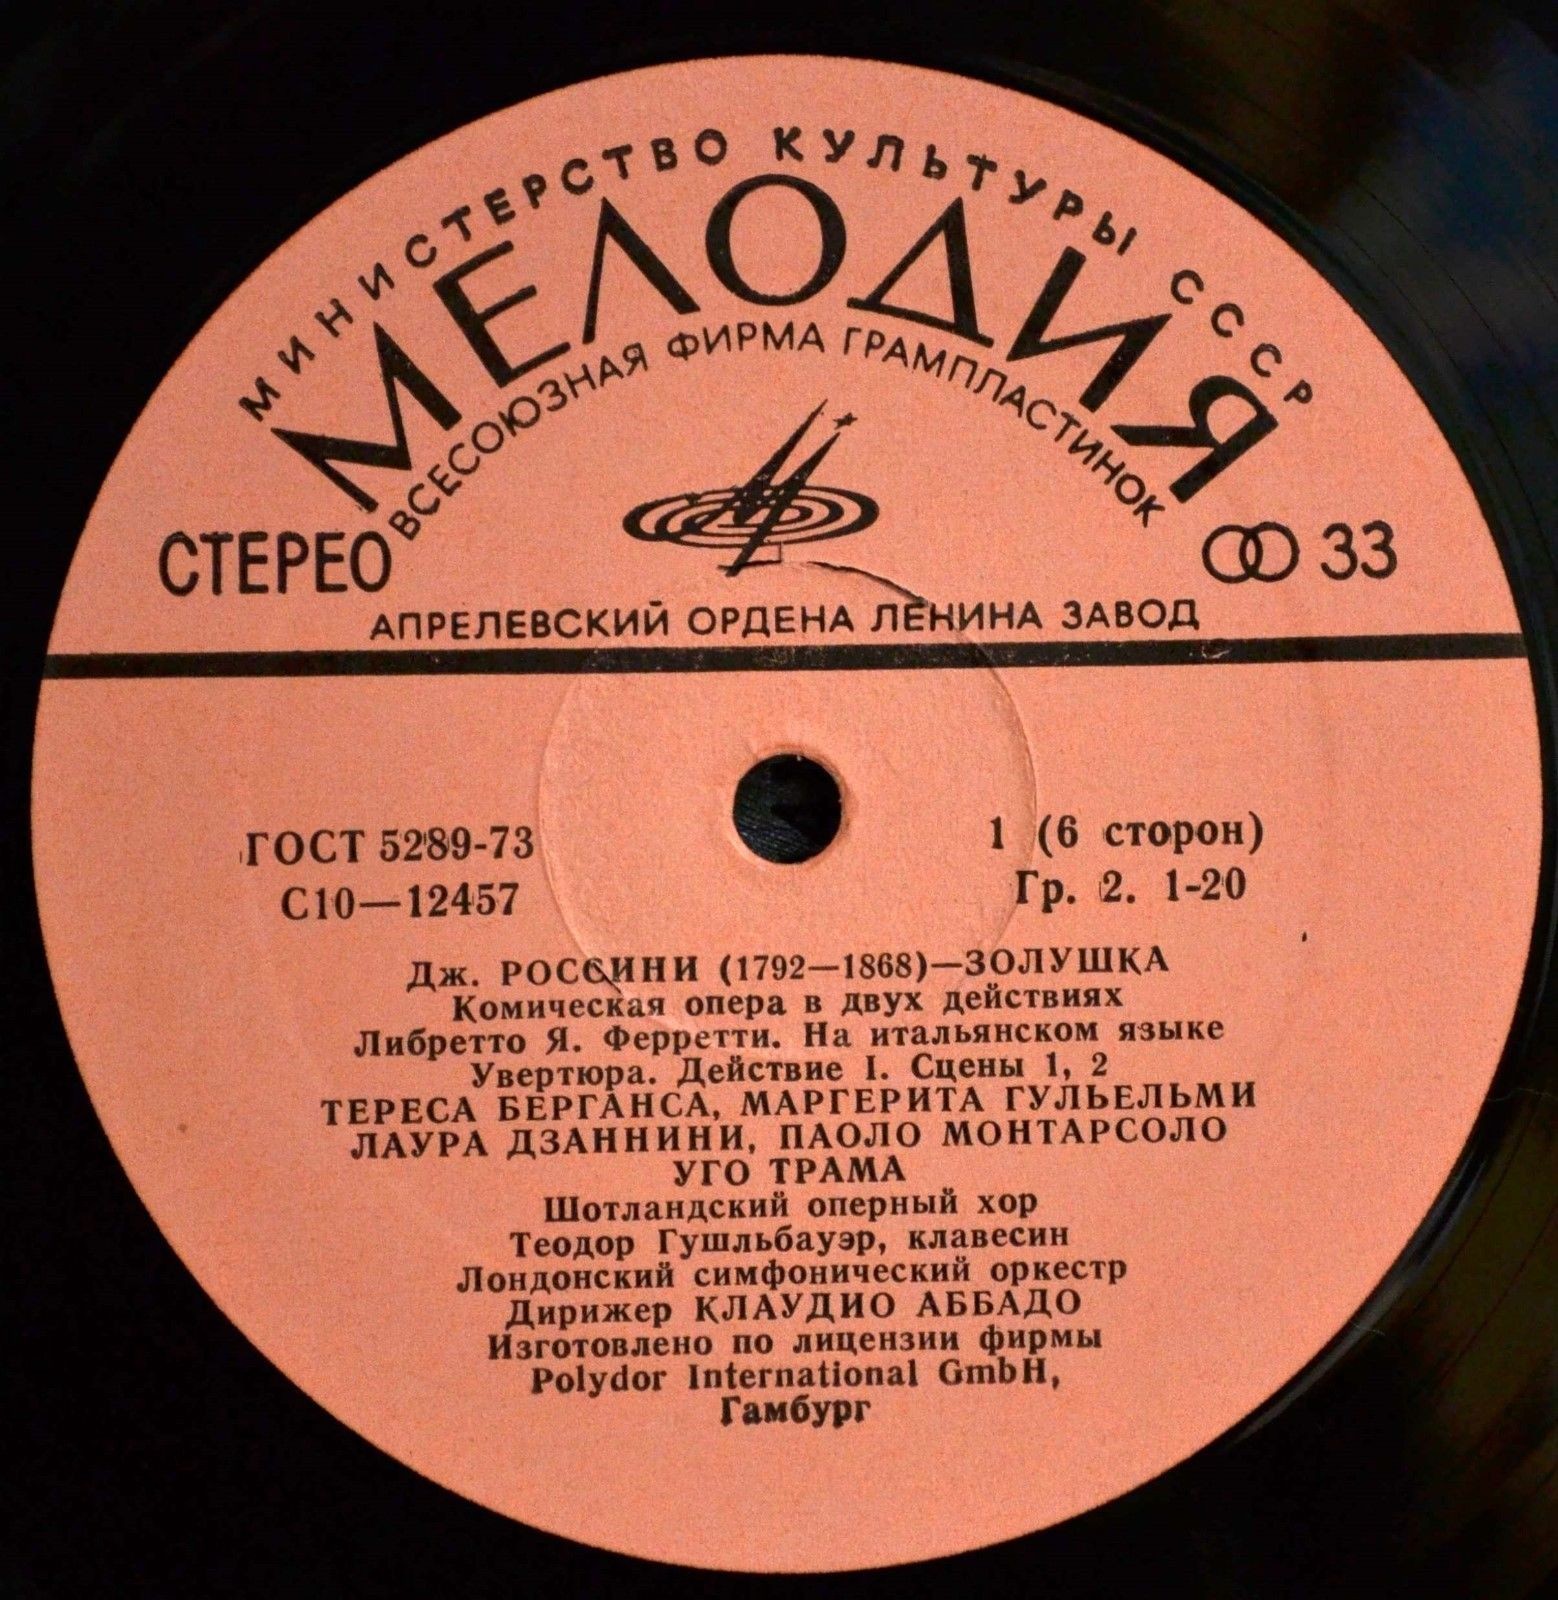 МИНИСТЕРСТВО КУЛЬТУРЫ СССР
МЕЛОДИЯ
ВСЕСОЮЗНАЯ ФИРМА ГРАМПЛАСТИНОК
СТЕРЕО
33
АПРЕЛЕВСКИЙ ОРДЕНА ЛЕНИНА ЗАВОД
ГОСТ 5289-73
С10—12457
1 (6 сторон)
Гр. 2. 1-20
Дж. РОССИНИ (1792—1868)—ЗОЛУШКА
Комическая опера в двух действиях
Либретто Я. Ферретти. На итальянском языке
Увертюра. Действие I. Сцены 1, 2
ТЕРЕСА БЕРГАНСА, МАРГЕРИТА ГУЛЬЕЛЬМИ
ЛАУРА ДЗАННИНИ, ПАОЛО МОНТАРСОЛО
УГО ТРАМА
Шотландский оперный хор
Теодор Гушльбауэр, клавесин
Лондонский симфонический оркестр
Дирижер КЛАУДИО АББАДО
Изготовлено по лицензии фирмы
Polydor International GmbH,
Гамбург